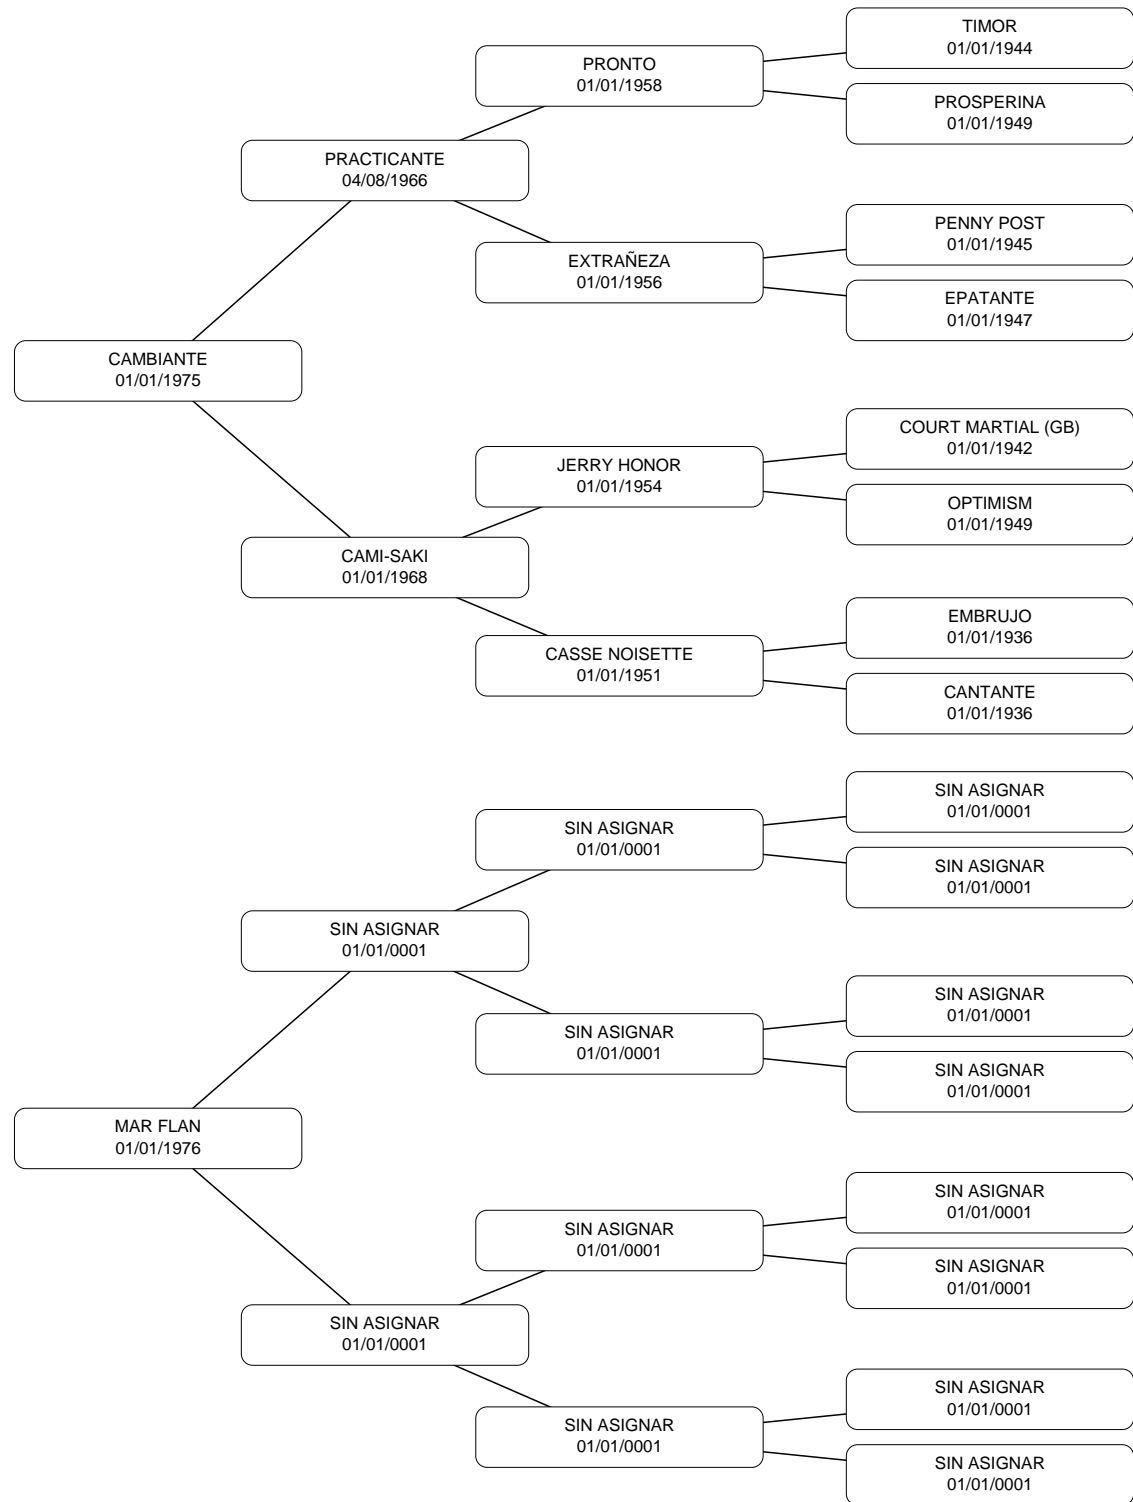 TIMOR
01/01/1944
PRONTO
01/01/1958
PROSPERINA
01/01/1949
PRACTICANTE
04/08/1966
PENNY POST
01/01/1945
EXTRAÑEZA
01/01/1956
EPATANTE
01/01/1947
CAMBIANTE
01/01/1975
COURT MARTIAL (GB)
01/01/1942
JERRY HONOR
01/01/1954
OPTIMISM
01/01/1949
CAMI-SAKI
01/01/1968
EMBRUJO
01/01/1936
CASSE NOISETTE
01/01/1951
CANTANTE
01/01/1936
SIN ASIGNAR
01/01/0001
SIN ASIGNAR
01/01/0001
SIN ASIGNAR
01/01/0001
SIN ASIGNAR
01/01/0001
SIN ASIGNAR
01/01/0001
SIN ASIGNAR
01/01/0001
SIN ASIGNAR
01/01/0001
MAR FLAN
01/01/1976
SIN ASIGNAR
01/01/0001
SIN ASIGNAR
01/01/0001
SIN ASIGNAR
01/01/0001
SIN ASIGNAR
01/01/0001
SIN ASIGNAR
01/01/0001
SIN ASIGNAR
01/01/0001
SIN ASIGNAR
01/01/0001